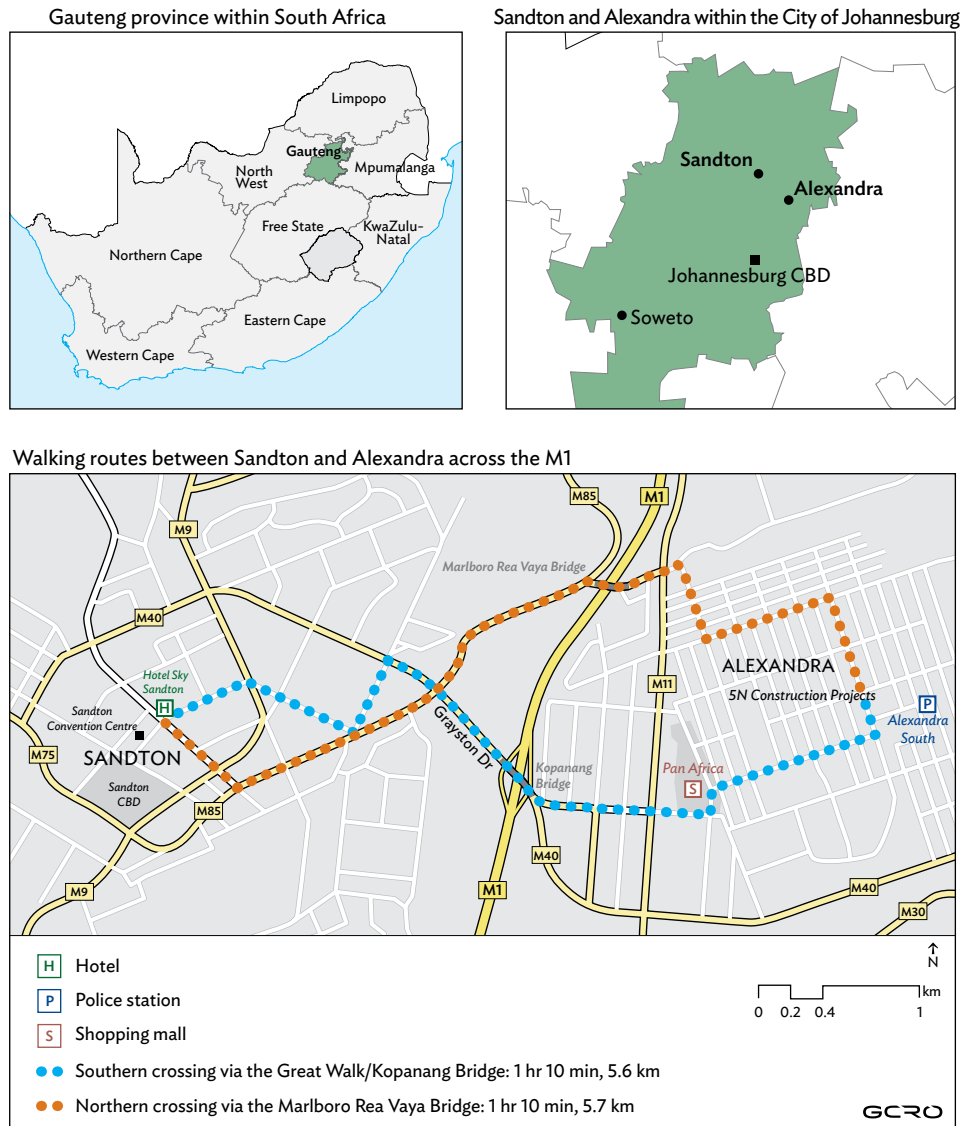 Gauteng province within South Africa
Limpopo
Gauteng
North
West
Mpumalanga
Free State
KwaZulu-
Natal
Northern Cape
Eastern Cape
Western Cape
Sandton and Alexandra within the City of Johannesburg
Sandton
Alexandra
Johannesburg CBD
Soweto
Walking routes between Sandton and Alexandra across the M1
M85
M1
M9
Marlboro Rea Vaya Bridge
M40
Hotel Sky
Sandton
H
ALEXANDRA
5N Construction Projects
M11
P
Alexandra
South
Sandton
Convention Centre
SANDTON
Grayston Dr
M75
Sandton
CBD
Kopanang
Bridge
Pan Africa
S
M85
M40
M9
M1
M40
M30
H Hotel
P Police station
S Shopping mall
Southern crossing via the Great Walk/Kopanang Bridge: 1 hr 10 min, 5.6 km
Northern crossing via the Marlboro Rea Vaya Bridge: 1 hr 10 min, 5.7 km
N
km
0 0.2 0.4 1
GCRO